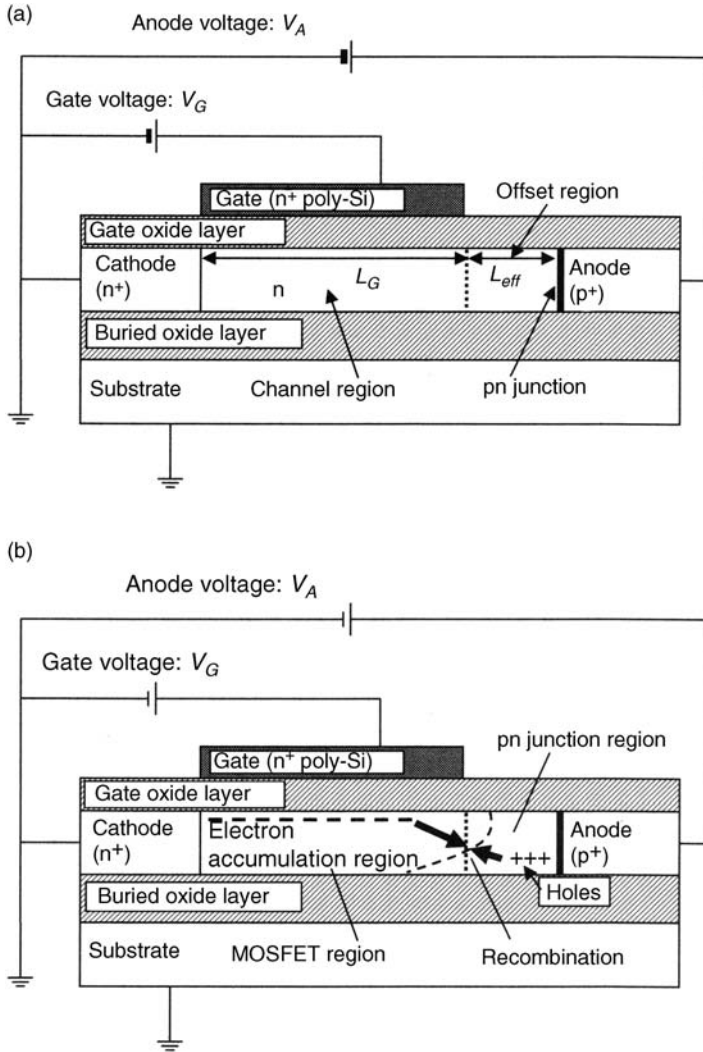 (a)
Anode voltage: V_A
Gate voltage: V_G
Gate (n⁺ poly-Si)
Offset region
Gate oxide layer
Cathode
(n⁺)
L_G
L_eff
Anode
(p⁺)
n
Buried oxide layer
Substrate
Channel region
pn junction
(b)
Anode voltage: V_A
Gate voltage: V_G
Gate (n⁺ poly-Si)
pn junction region
Gate oxide layer
Cathode
(n⁺)
Electron
accumulation region
+++
Anode
(p⁺)
Buried oxide layer
Holes
Substrate
MOSFET region
Recombination